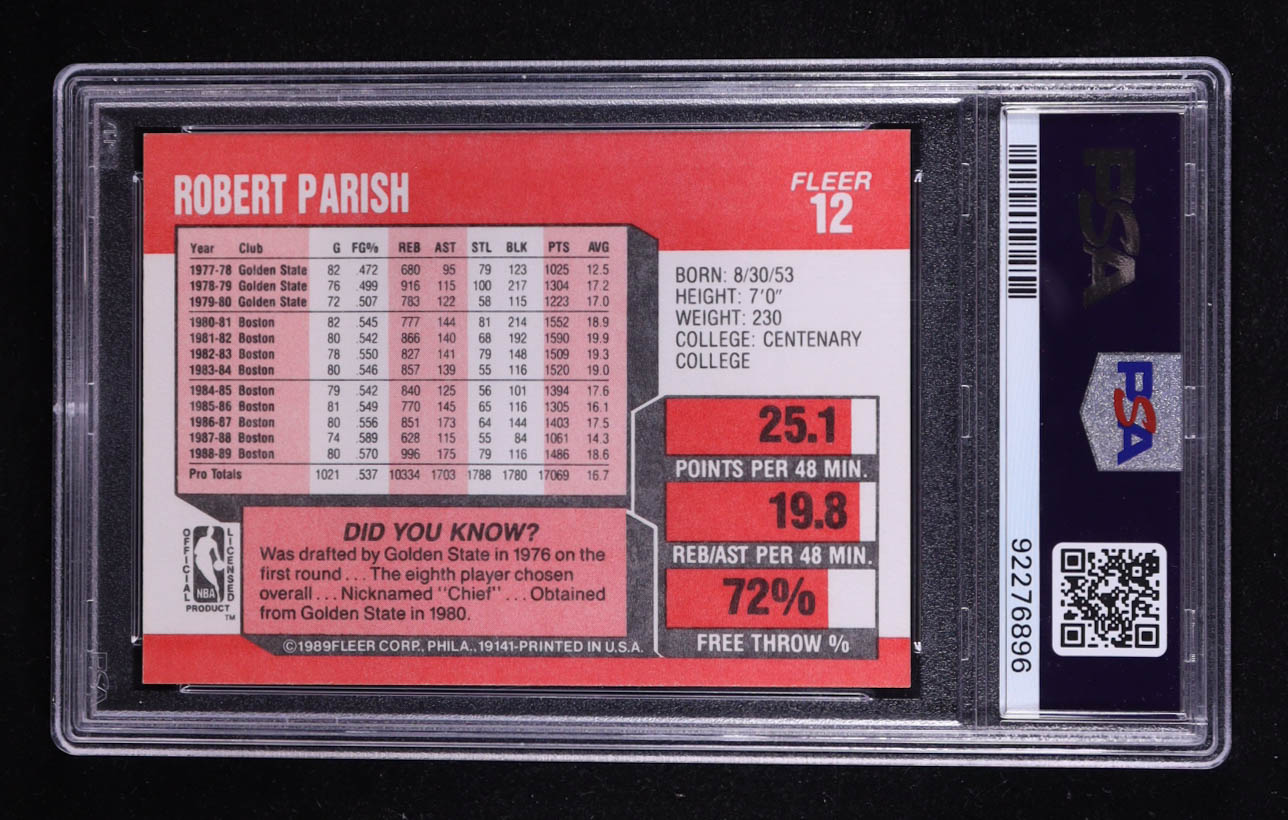 ROBERT PARISH
FLEER
12
Year Club G FG% REB AST STL BLK PTS AVG
1977-78 Golden State 82 .472 680 95 79 123 1025 12.5
1978-79 Golden State 76 .499 916 115 100 217 1304 17.2
1979-80 Golden State 72 .507 783 122 58 115 1223 17.0
1980-81 Boston 82 .545 777 144 81 214 1552 18.9
1981-82 Boston 80 .542 866 140 68 192 1590 19.9
1982-83 Boston 78 .550 827 141 79 148 1509 19.3
1983-84 Boston 80 .546 857 139 55 116 1520 19.0
1984-85 Boston 79 .542 840 125 56 101 1394 17.6
1985-86 Boston 81 .549 770 145 65 116 1305 16.1
1986-87 Boston 80 .556 851 173 64 144 1403 17.5
1987-88 Boston 74 .589 628 115 55 84 1061 14.3
1988-89 Boston 80 .570 996 175 79 116 1486 18.6
Pro Totals 1021 .537 10334 1703 1788 1780 17069 16.7
BORN: 8/30/53
HEIGHT: 7'0"
WEIGHT: 230
COLLEGE: CENTENARY
COLLEGE
25.1
POINTS PER 48 MIN.
19.8
REB/AST PER 48 MIN.
72%
FREE THROW %
OFFICIAL
LICENSED
NBA
PRODUCT
TM
DID YOU KNOW?
Was drafted by Golden State in 1976 on the
first round . . . The eighth player chosen
overall . . . Nicknamed "Chief" . . . Obtained
from Golden State in 1980.
©1989FLEER CORP., PHILA., 19141-PRINTED IN U.S.A.
PSA
PSA
92276896